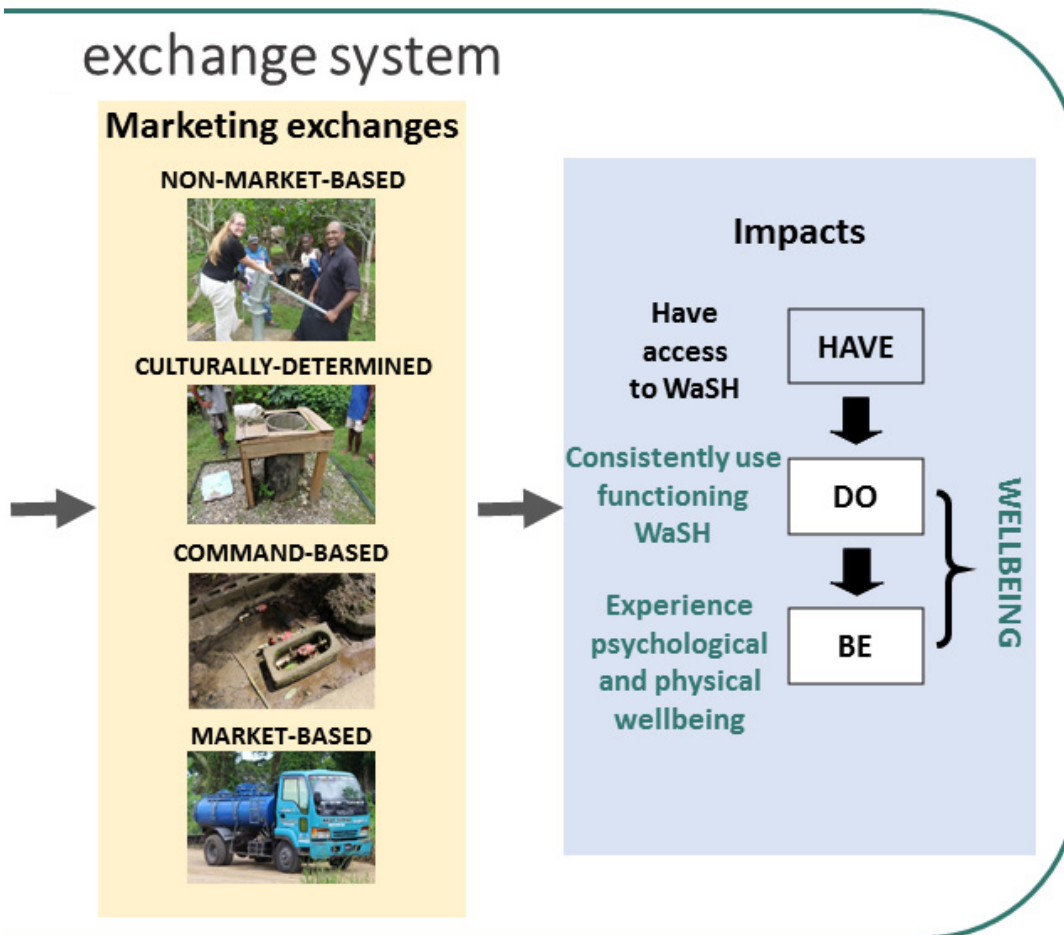 exchange system
Marketing exchanges
NON-MARKET-BASED
CULTURALLY-DETERMINED
COMMAND-BASED
MARKET-BASED
Impacts
Have
access
to WaSH
HAVE
Consistently use
functioning
WaSH
DO
Experience
psychological
and physical
wellbeing
BE
WELLBEING